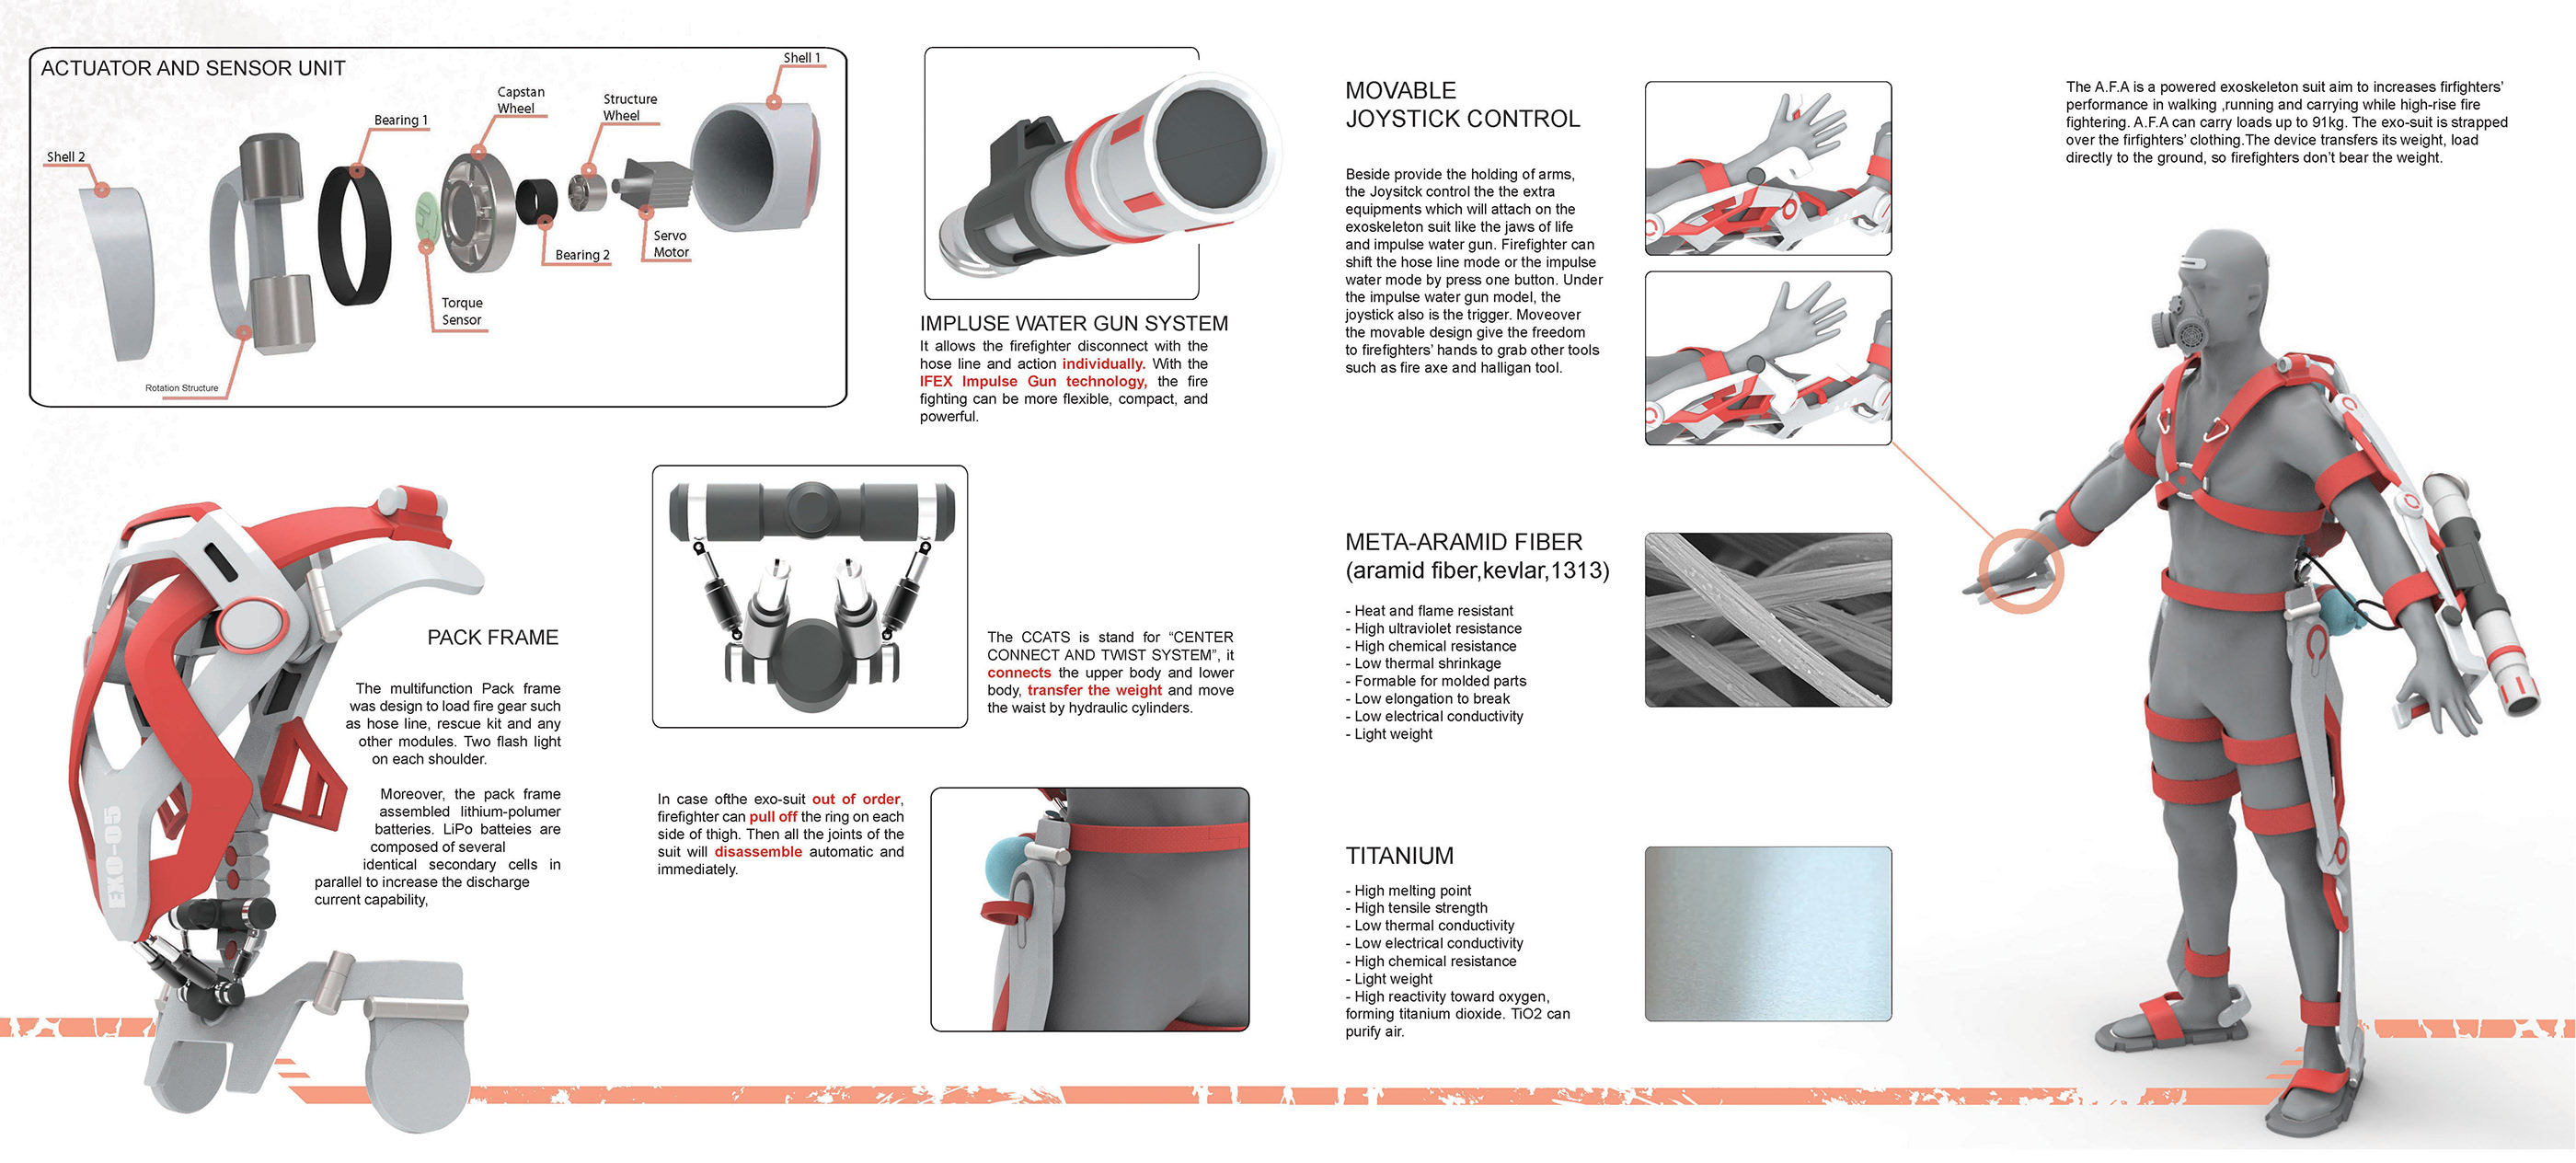 ACTUATOR AND SENSOR UNIT
Shell 2
Rotation Structure
Bearing 1
Torque
Sensor
Capstan
Wheel
Bearing 2
Structure
Wheel
Servo
Motor
Shell 1
IMPLUSE WATER GUN SYSTEM
It allows the firefighter disconnect with the
hose line and action individually. With the
IFEX Impulse Gun technology, the fire
fighting can be more flexible, compact, and
powerful.
PACK FRAME
The multifunction Pack frame
was design to load fire gear such
as hose line, rescue kit and any
other modules. Two flash light
on each shoulder.
Moreover, the pack frame
assembled lithium-polumer
batteries. LiPo batteies are
composed of several
identical secondary cells in
parallel to increase the discharge
current capability,
EXO-05
The CCATS is stand for “CENTER
CONNECT AND TWIST SYSTEM”, it
connects the upper body and lower
body, transfer the weight and move
the waist by hydraulic cylinders.
In case ofthe exo-suit out of order,
firefighter can pull off the ring on each
side of thigh. Then all the joints of the
suit will disassemble automatic and
immediately.
MOVABLE
JOYSTICK CONTROL
Beside provide the holding of arms,
the Joysitck control the the extra
equipments which will attach on the
exoskeleton suit like the jaws of life
and impulse water gun. Firefighter can
shift the hose line mode or the impulse
water mode by press one button. Under
the impulse water gun model, the
joystick also is the trigger. Moveover
the movable design give the freedom
to firefighters’ hands to grab other tools
such as fire axe and halligan tool.
META-ARAMID FIBER
(aramid fiber,kevlar,1313)
- Heat and flame resistant
- High ultraviolet resistance
- High chemical resistance
- Low thermal shrinkage
- Formable for molded parts
- Low elongation to break
- Low electrical conductivity
- Light weight
TITANIUM
- High melting point
- High tensile strength
- Low thermal conductivity
- Low electrical conductivity
- High chemical resistance
- Light weight
- High reactivity toward oxygen,
forming titanium dioxide. TiO2 can
purify air.
The A.F.A is a powered exoskeleton suit aim to increases firfighters’
performance in walking ,running and carrying while high-rise fire
fightering. A.F.A can carry loads up to 91kg. The exo-suit is strapped
over the firfighters’ clothing.The device transfers its weight, load
directly to the ground, so firefighters don’t bear the weight.